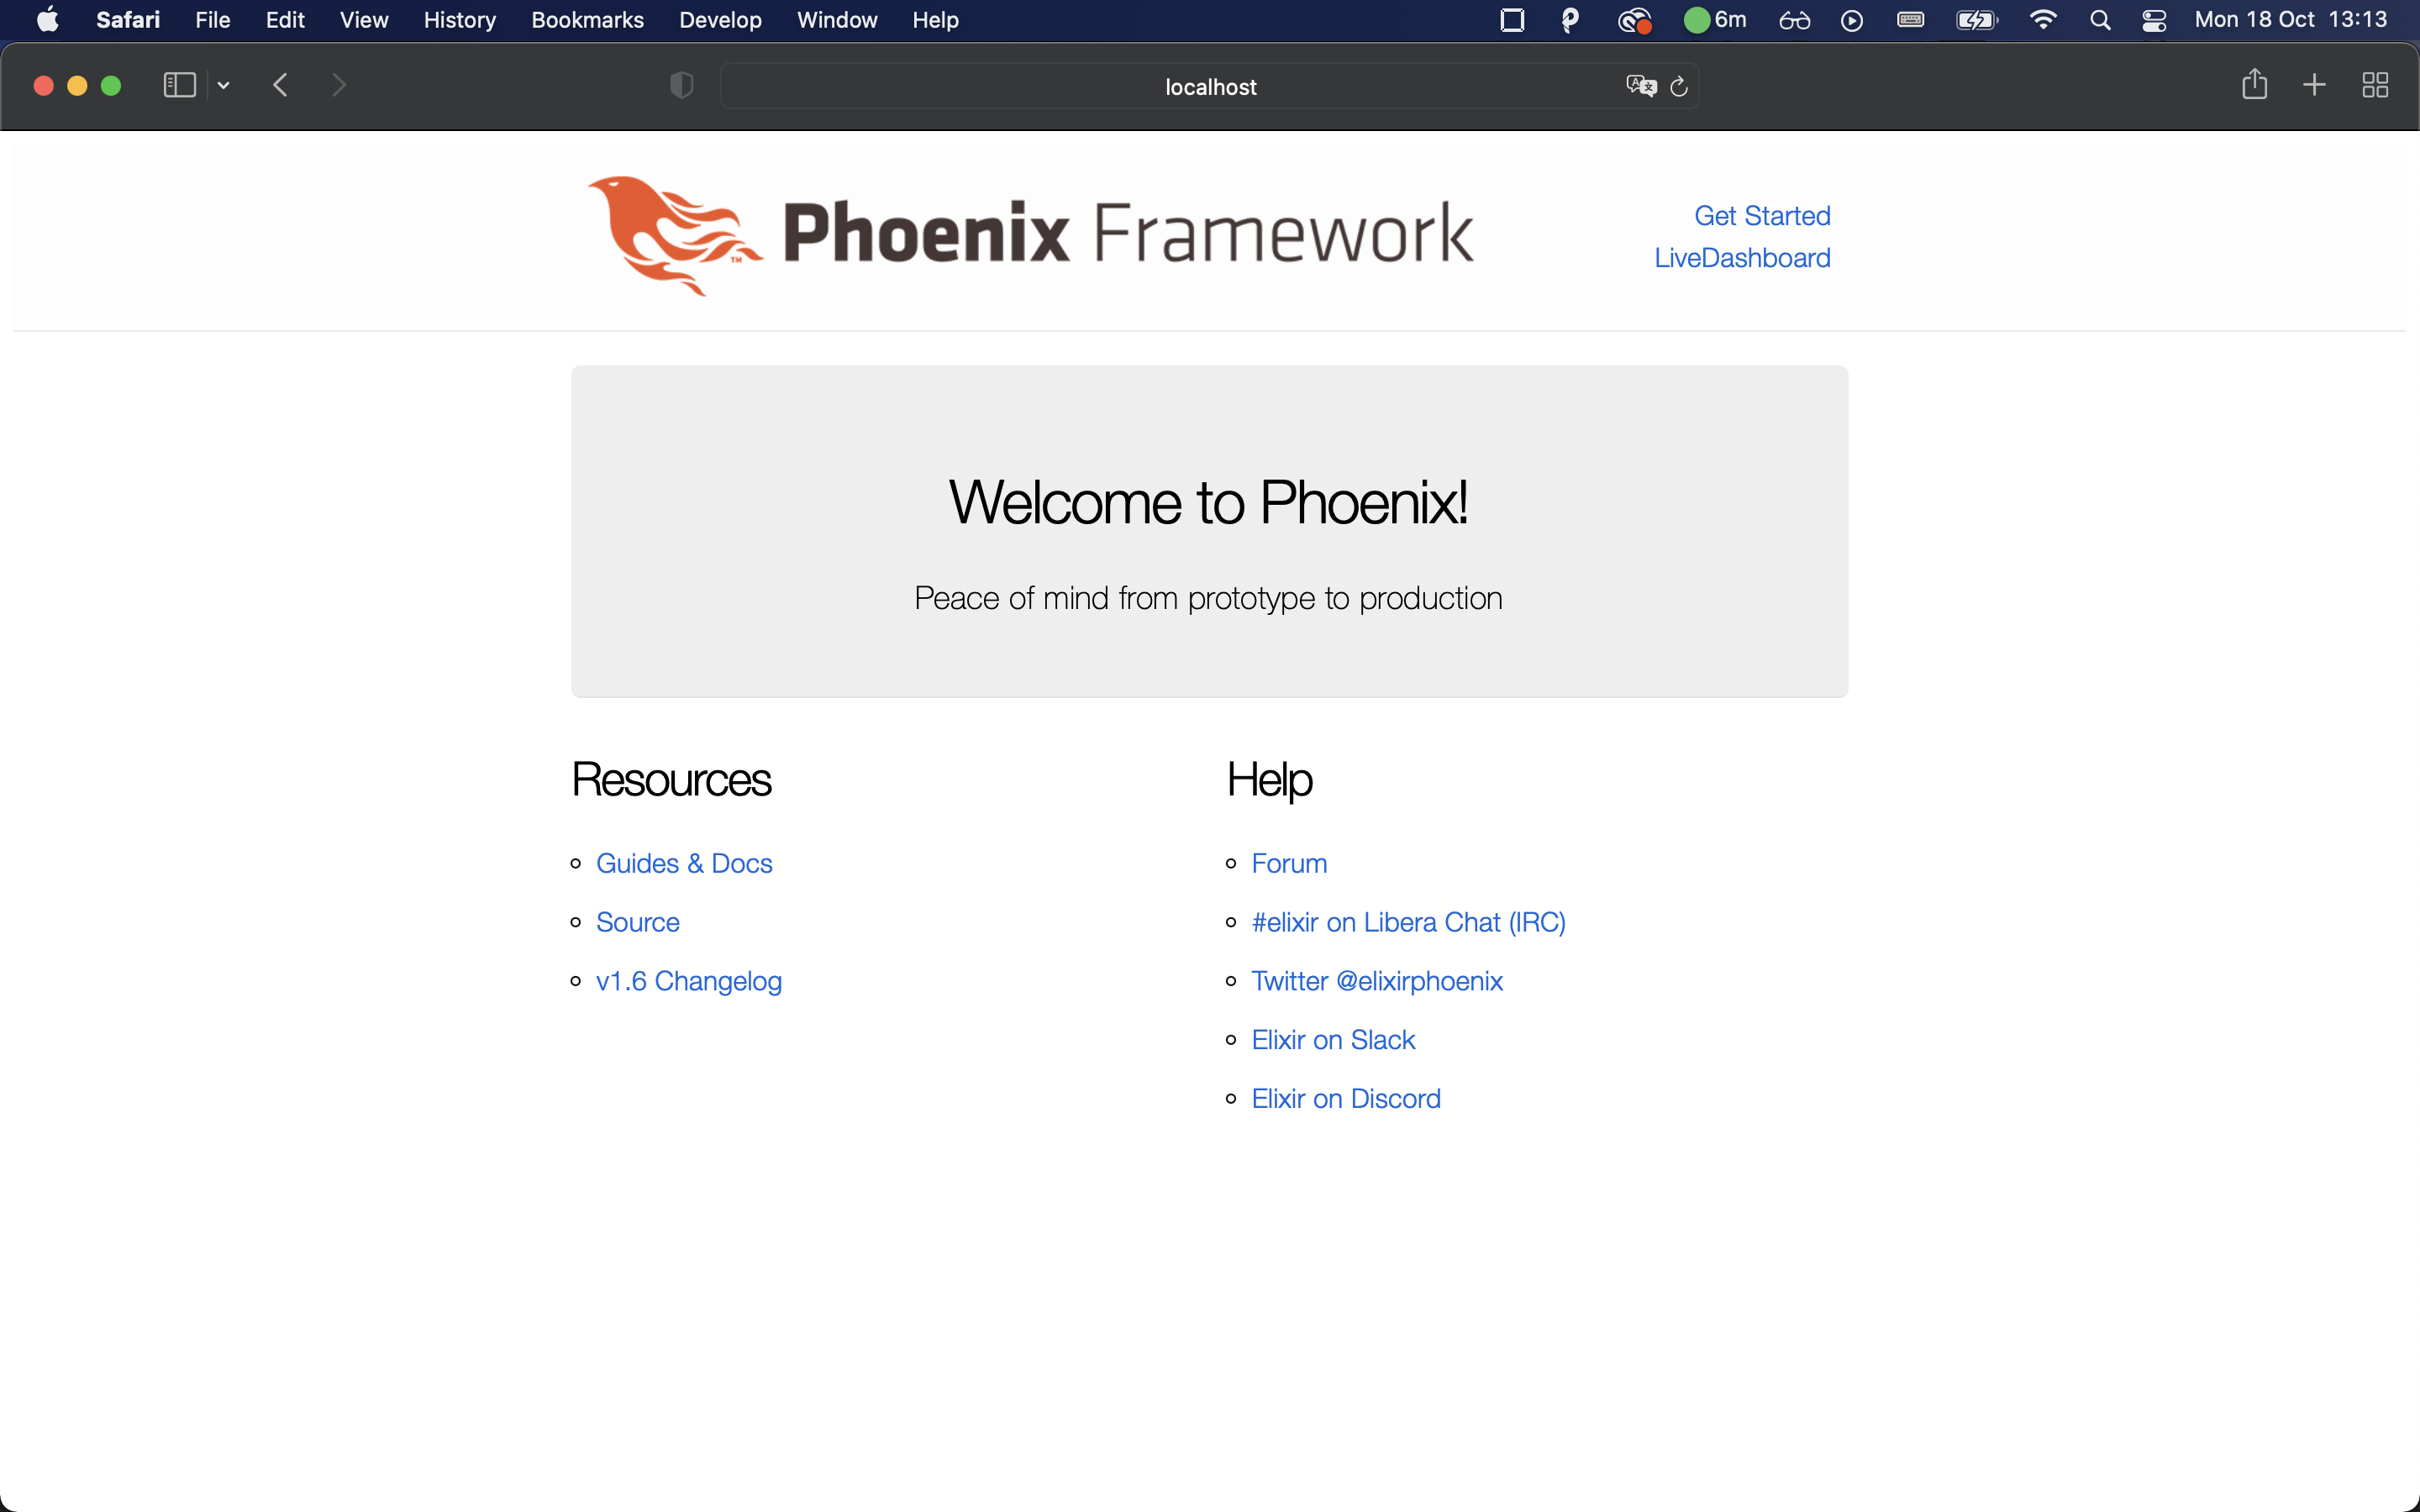 Safari File Edit View History Bookmarks Develop Window Help 6m Mon 18 Oct 13:13
localhost
Phoenix Framework
TM
Get Started
LiveDashboard
Welcome to Phoenix!
Peace of mind from prototype to production
Resources
Guides & Docs
Source
v1.6 Changelog
Help
Forum
#elixir on Libera Chat (IRC)
Twitter @elixirphoenix
Elixir on Slack
Elixir on Discord